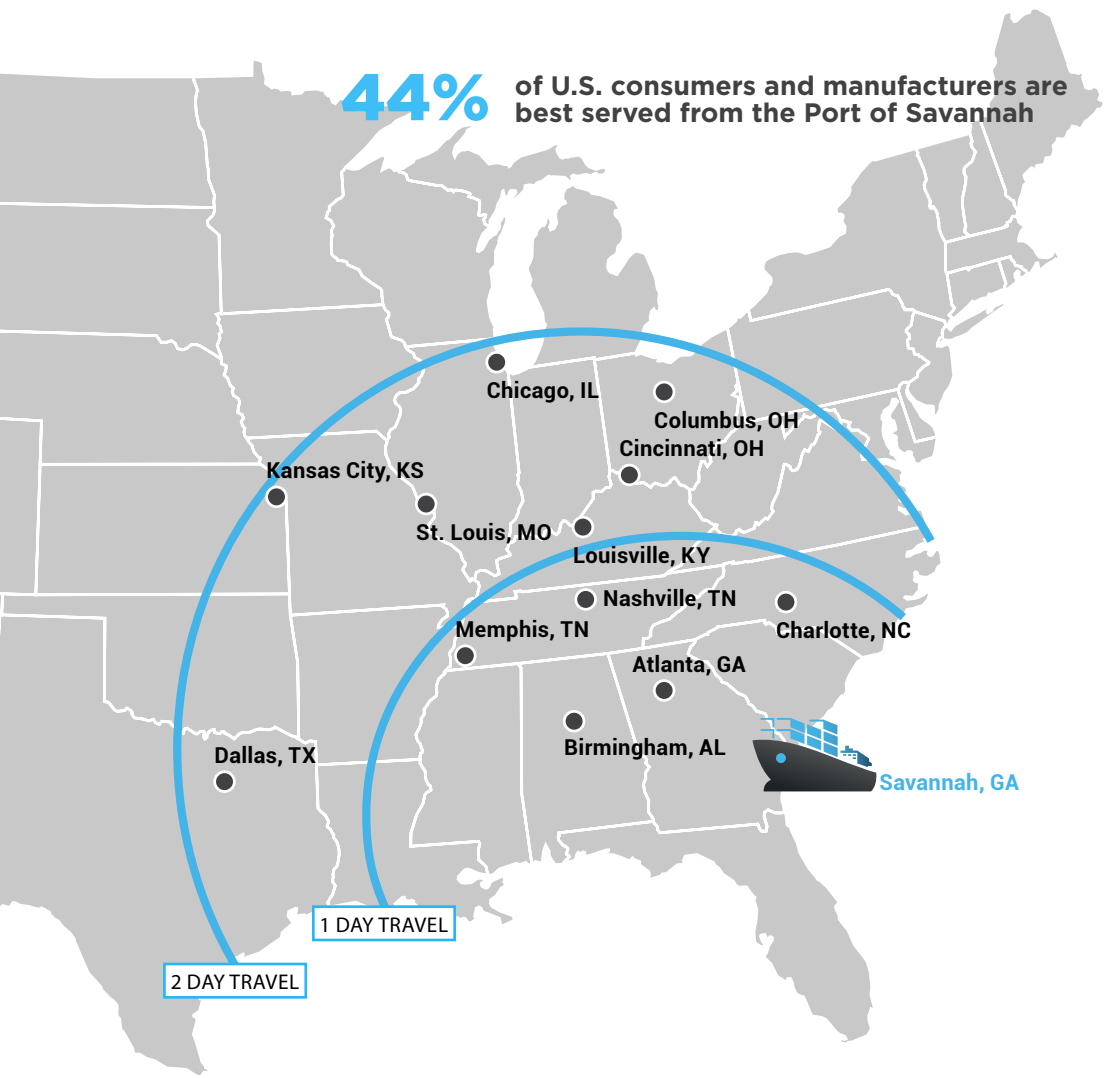 44%
of U.S. consumers and manufacturers are
best served from the Port of Savannah
Chicago, IL
Columbus, OH
Cincinnati, OH
Kansas City, KS
St. Louis, MO
Louisville, KY
Nashville, TN
Memphis, TN
Charlotte, NC
Atlanta, GA
Birmingham, AL
Dallas, TX
Savannah, GA
1 DAY TRAVEL
2 DAY TRAVEL